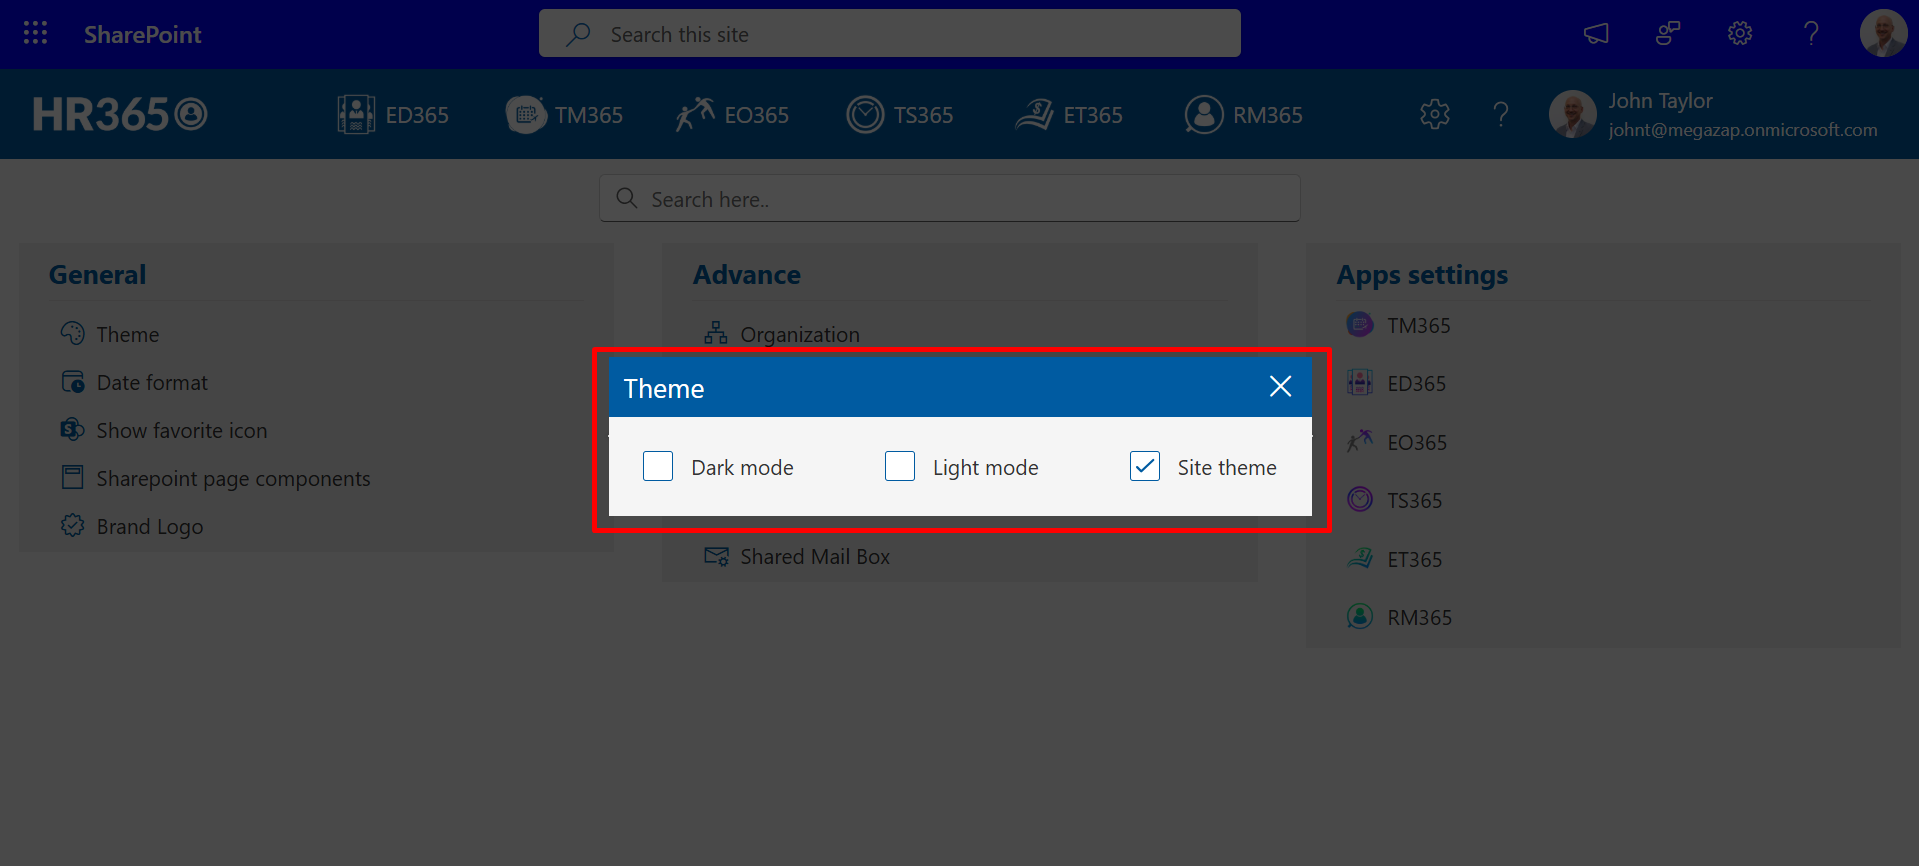 SharePoint
Search this site
HR365
ED365
TM365
EO365
TS365
ET365
RM365
John Taylor
johnt@megazap.onmicrosoft.com
Search here..
General
Theme
Date format
Show favorite icon
Sharepoint page components
Brand Logo
Advance
Organization
Theme
Dark mode
Light mode
Site theme
Shared Mail Box
Apps settings
TM365
ED365
EO365
TS365
ET365
RM365